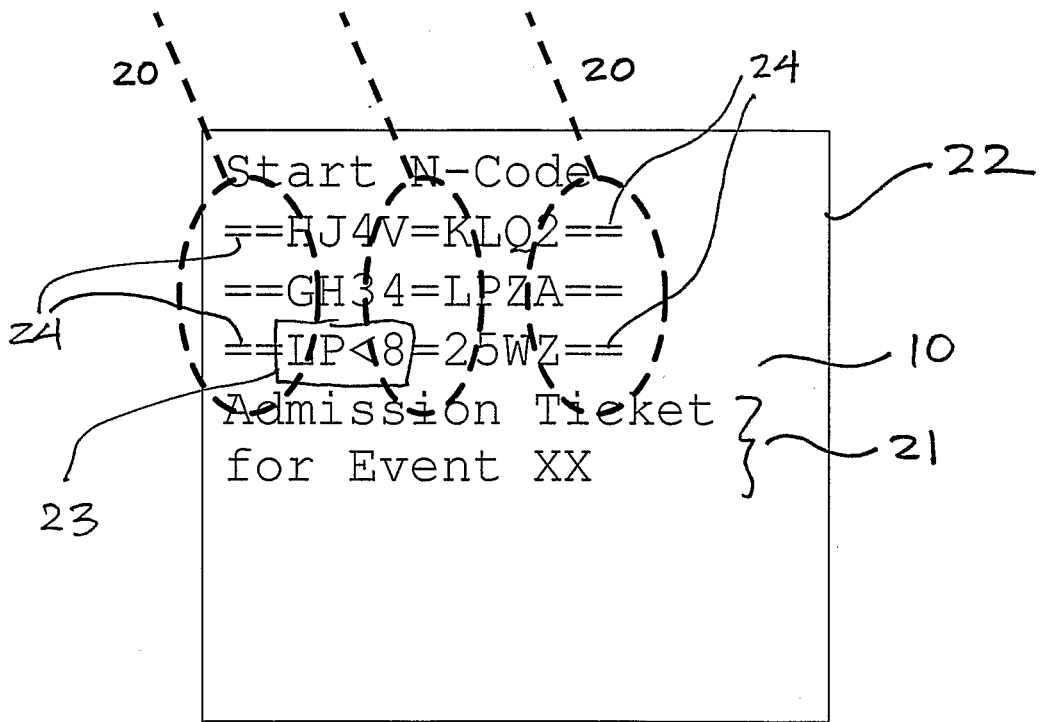 20 20 24
22
Start N-Code
==HJ4V=KLQ2==
==GH34=LPZA==
24
==LP<8=25WZ==
10
Admission Ticket
21
for Event XX
23